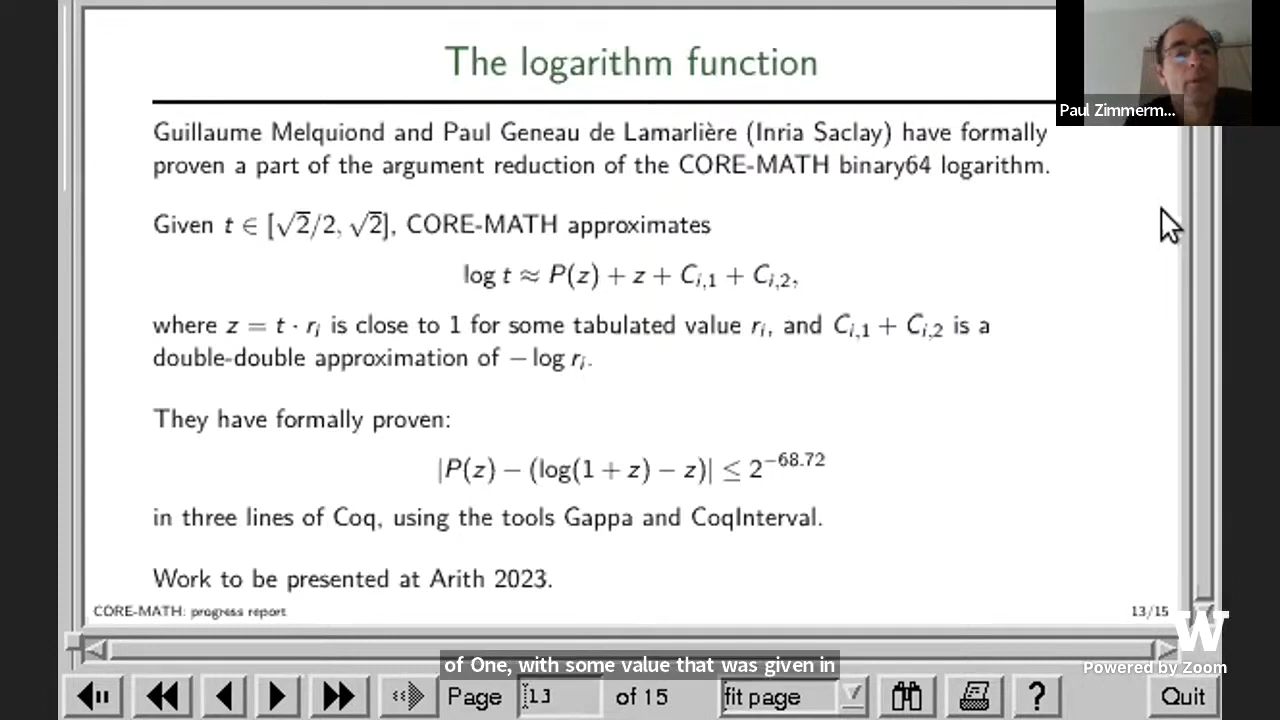 The logarithm function
Paul Zimmerm...
Guillaume Melquiond and Paul Geneau de Lamarlière (Inria Saclay) have formally
proven a part of the argument reduction of the CORE-MATH binary64 logarithm.
Given t ∈ [√2/2, √2], CORE-MATH approximates
log t ≈ P(z) + z + C_{i,1} + C_{i,2},
where z = t · r_i is close to 1 for some tabulated value r_i, and C_{i,1} + C_{i,2} is a
double-double approximation of − log r_i.
They have formally proven:
|P(z) − (log(1 + z) − z)| ≤ 2^{−68.72}
in three lines of Coq, using the tools Gappa and CoqInterval.
Work to be presented at Arith 2023.
CORE-MATH: progress report
13/15
W
of One, with some value that was given in
Powered by Zoom
Page 13 of 15 fit page ? Quit